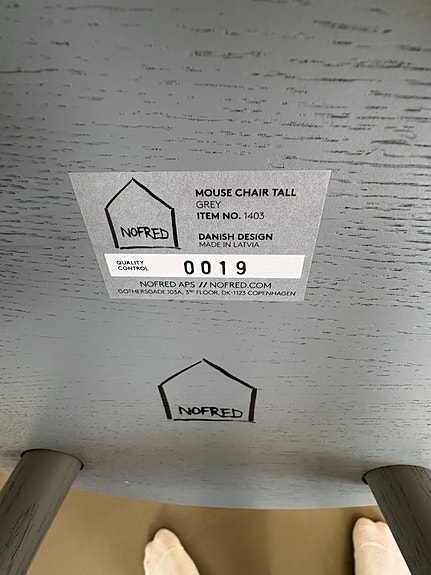 NOFRED
MOUSE CHAIR TALL
GREY
ITEM NO. 1403
DANISH DESIGN
MADE IN LATVIA
QUALITY
CONTROL
0019
NOFRED APS // NOFRED.COM
GOTHERSGADE 103A, 3RD FLOOR, DK-1123 COPENHAGEN
NOFRED